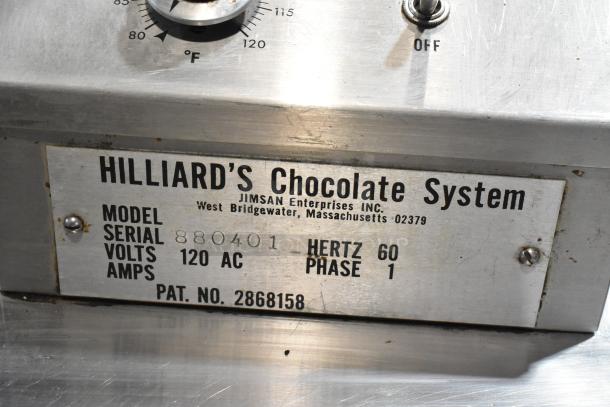 85
80
115
120
°F
OFF
HILLIARD'S Chocolate System
JIMSAN Enterprises INC.
West Bridgewater, Massachusetts 02379
MODEL
SERIAL 880401 HERTZ 60
VOLTS 120 AC PHASE 1
AMPS
PAT. NO. 2868158